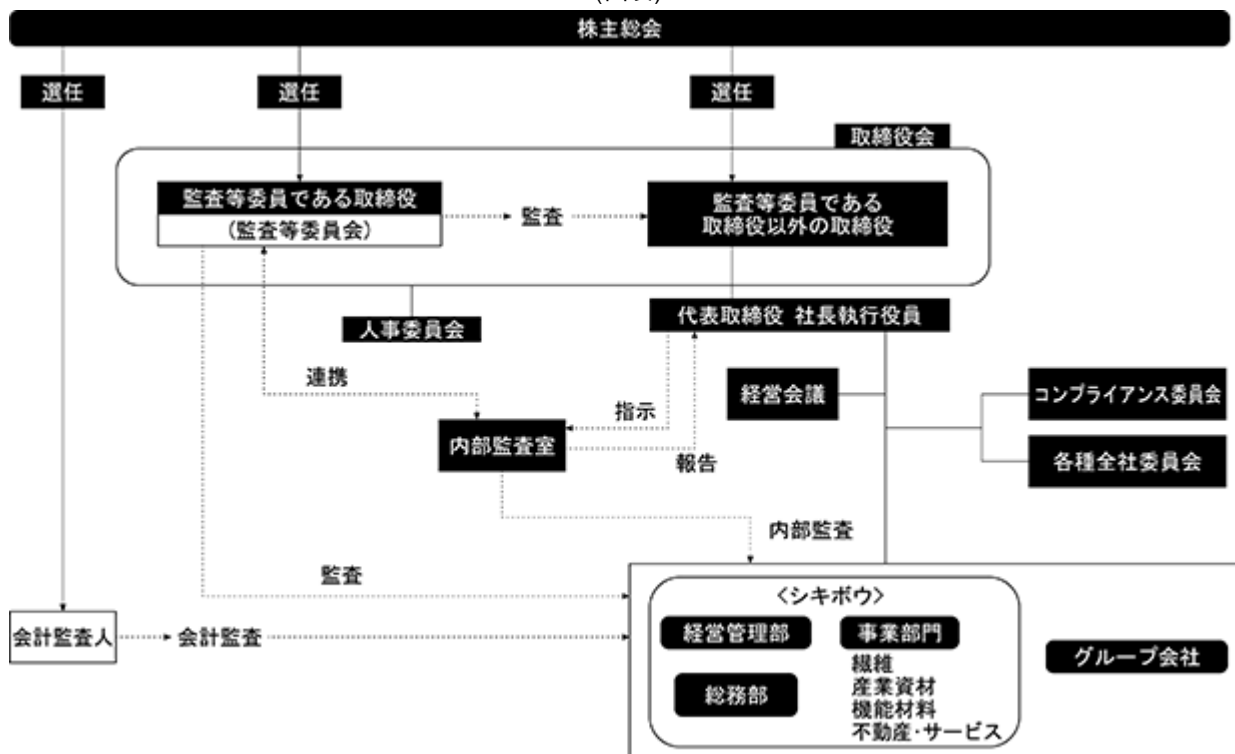 株主総会
選任
選任
選任
取締役会
監査等委員である取締役
(監査等委員会)
監査
監査等委員である
取締役以外の取締役
人事委員会
代表取締役 社長執行役員
連携
指示
経営会議
コンプライアンス委員会
内部監査室
報告
各種全社委員会
内部監査
監査
〈シキボウ〉
会計監査人
会計監査
経営管理部
事業部門
繊維
産業資材
機能材料
不動産・サービス
総務部
グループ会社